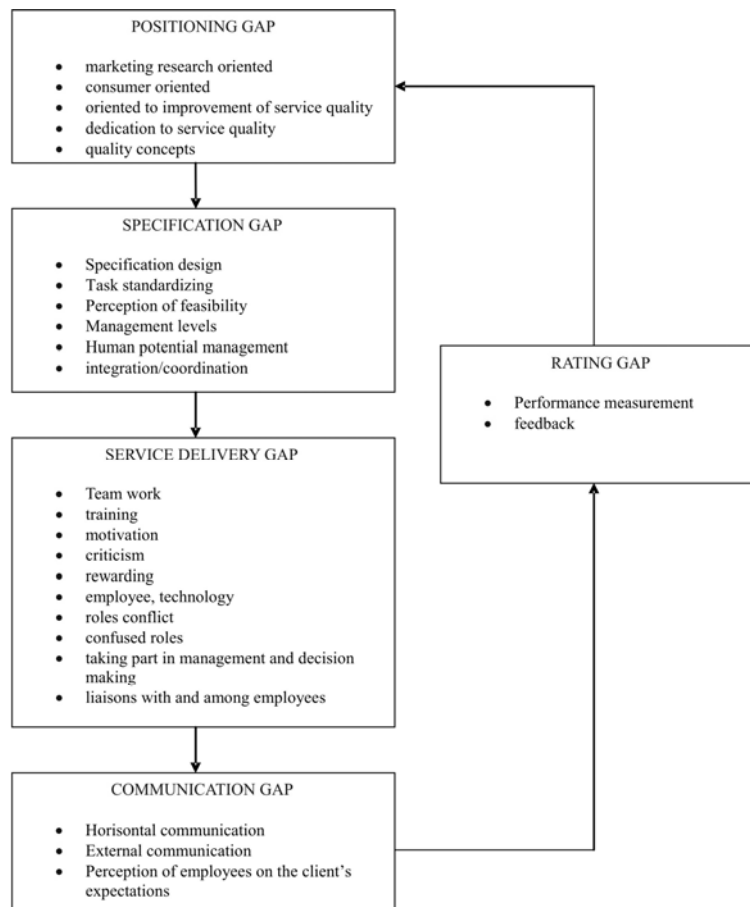 POSITIONING GAP
• marketing research oriented
• consumer oriented
• oriented to improvement of service quality
• dedication to service quality
• quality concepts
SPECIFICATION GAP
• Specification design
• Task standardizing
• Perception of feasibility
• Management levels
• Human potential management
• integration/coordination
SERVICE DELIVERY GAP
• Team work
• training
• motivation
• criticism
• rewarding
• employee, technology
• roles conflict
• confused roles
• taking part in management and decision
making
• liaisons with and among employees
COMMUNICATION GAP
• Horisontal communication
• External communication
• Perception of employees on the client's
expectations
RATING GAP
• Performance measurement
• feedback